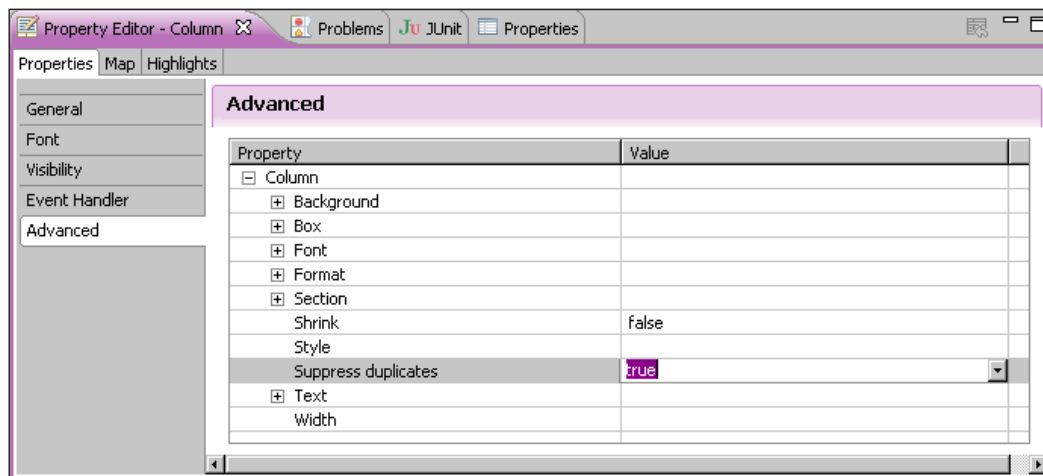 Property Editor - Column Problems JUnit Properties
Properties Map Highlights
General
Font
Visibility
Event Handler
Advanced
Advanced
Property Value
Column
Background
Box
Font
Format
Section
Shrink false
Style
Suppress duplicates true
Text
Width